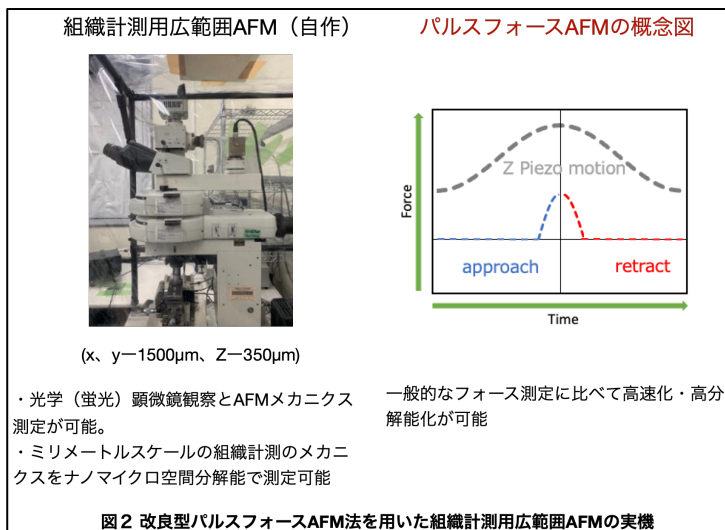 組織計測用広範囲AFM（自作）
パルスフォースAFMの概念図
Z Piezo motion
Force
approach
retract
Time
(x、y—1500μm、Z—350μm)
・光学（蛍光）顕微鏡観察とAFMメカニクス
測定が可能。
・ミリメートルスケールの組織計測のメカニ
クスをナノマイクロ空間分解能で測定可能
一般的なフォース測定に比べて高速化・高分
解能化が可能
図２ 改良型パルスフォースAFM法を用いた組織計測用広範囲AFMの実機